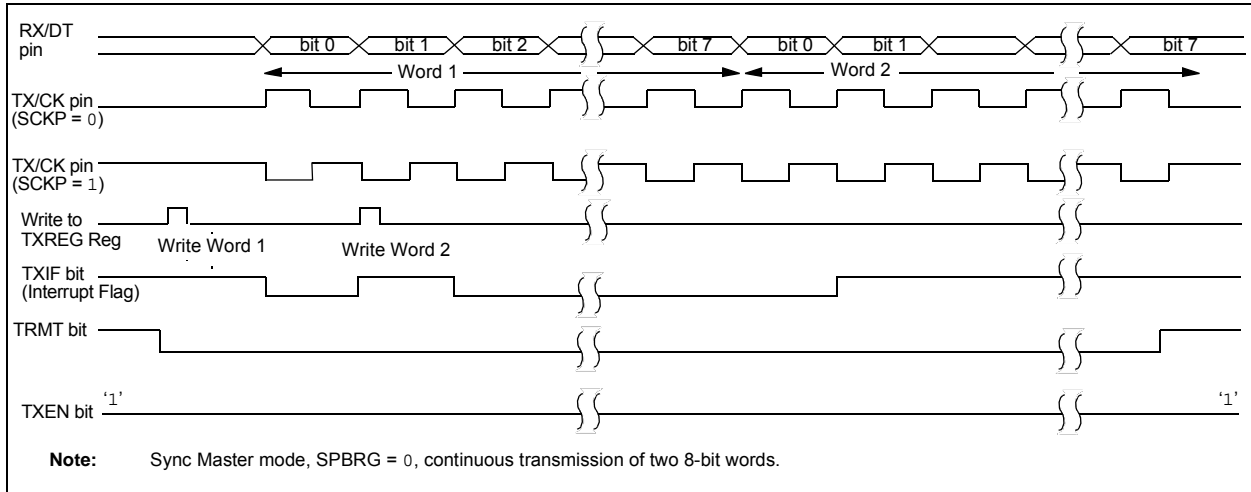 RX/DT
pin
bit 0 bit 1 bit 2 bit 7 bit 0 bit 1 bit 7
Word 1 Word 2
TX/CK pin
(SCKP = 0)
TX/CK pin
(SCKP = 1)
Write to
TXREG Reg
Write Word 1 Write Word 2
TXIF bit
(Interrupt Flag)
TRMT bit
TXEN bit
‘1’ ‘1’
Note: Sync Master mode, SPBRG = 0, continuous transmission of two 8-bit words.